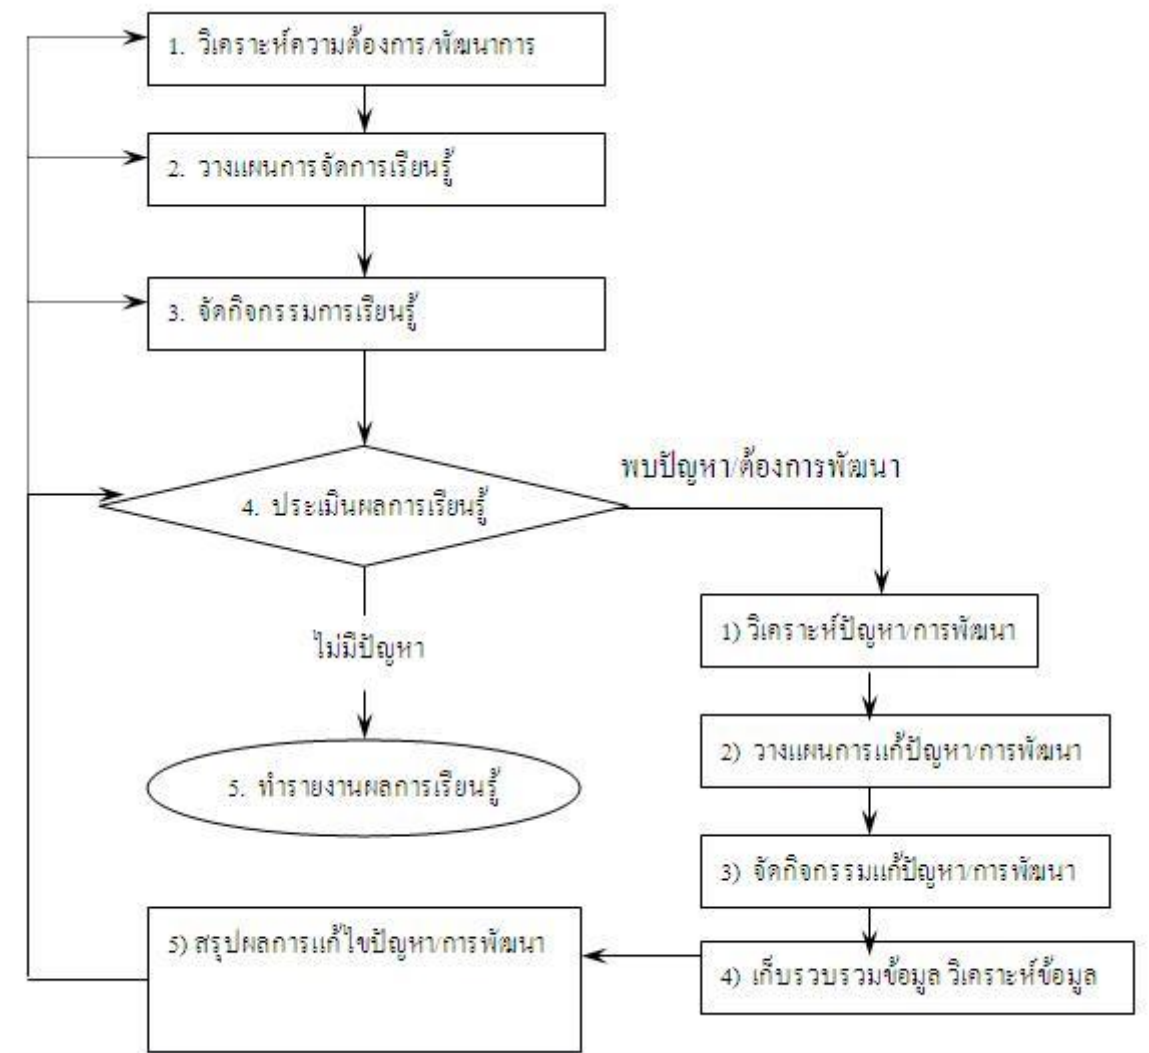 1. วิเคราะห์ความต้องการ/พัฒนาการ
2. วางแผนการจัดการเรียนรู้
3. จัดกิจกรรมการเรียนรู้
พบปัญหา/ต้องการพัฒนา
4. ประเมินผลการเรียนรู้
1) วิเคราะห์ปัญหา/การพัฒนา
ไม่มีปัญหา
2) วางแผนการแก้ปัญหา/การพัฒนา
5. ทำรายงานผลการเรียนรู้
3) จัดกิจกรรมแก้ปัญหา/การพัฒนา
4) เก็บรวบรวมข้อมูล วิเคราะห์ข้อมูล
5) สรุปผลการแก้ไขปัญหา/การพัฒนา